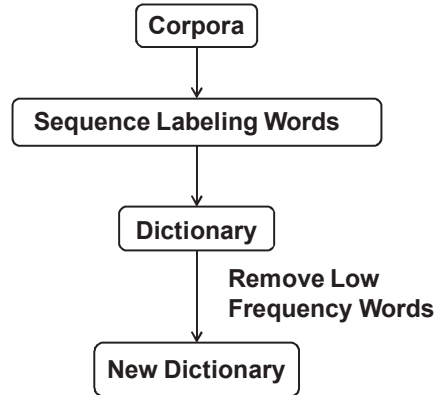 Corpora
Sequence Labeling Words
Dictionary
Remove Low
Frequency Words
New Dictionary